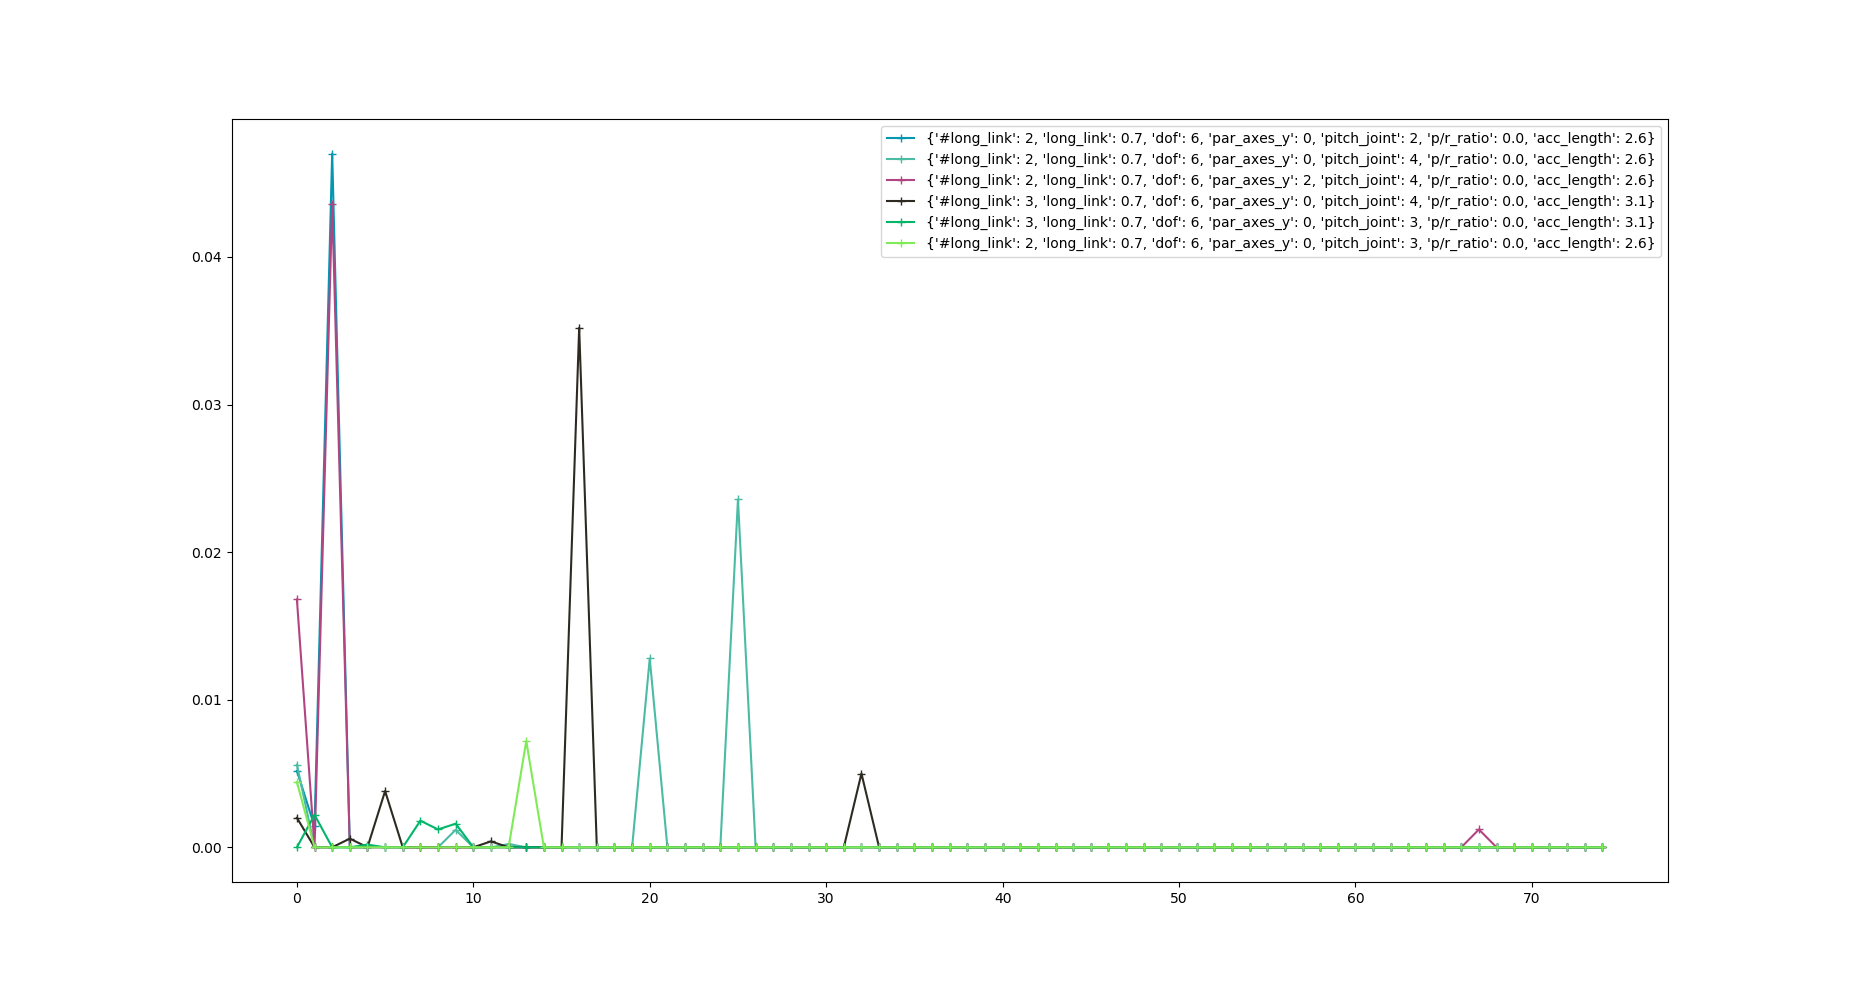 {'#long_link': 2, 'long_link': 0.7, 'dof': 6, 'par_axes_y': 0, 'pitch_joint': 2, 'p/r_ratio': 0.0, 'acc_length': 2.6}
{'#long_link': 2, 'long_link': 0.7, 'dof': 6, 'par_axes_y': 0, 'pitch_joint': 4, 'p/r_ratio': 0.0, 'acc_length': 2.6}
{'#long_link': 2, 'long_link': 0.7, 'dof': 6, 'par_axes_y': 2, 'pitch_joint': 4, 'p/r_ratio': 0.0, 'acc_length': 2.6}
{'#long_link': 3, 'long_link': 0.7, 'dof': 6, 'par_axes_y': 0, 'pitch_joint': 4, 'p/r_ratio': 0.0, 'acc_length': 3.1}
{'#long_link': 3, 'long_link': 0.7, 'dof': 6, 'par_axes_y': 0, 'pitch_joint': 3, 'p/r_ratio': 0.0, 'acc_length': 3.1}
{'#long_link': 2, 'long_link': 0.7, 'dof': 6, 'par_axes_y': 0, 'pitch_joint': 3, 'p/r_ratio': 0.0, 'acc_length': 2.6}
0.04
0.03
0.02
0.01
0.00
0 10 20 30 40 50 60 70